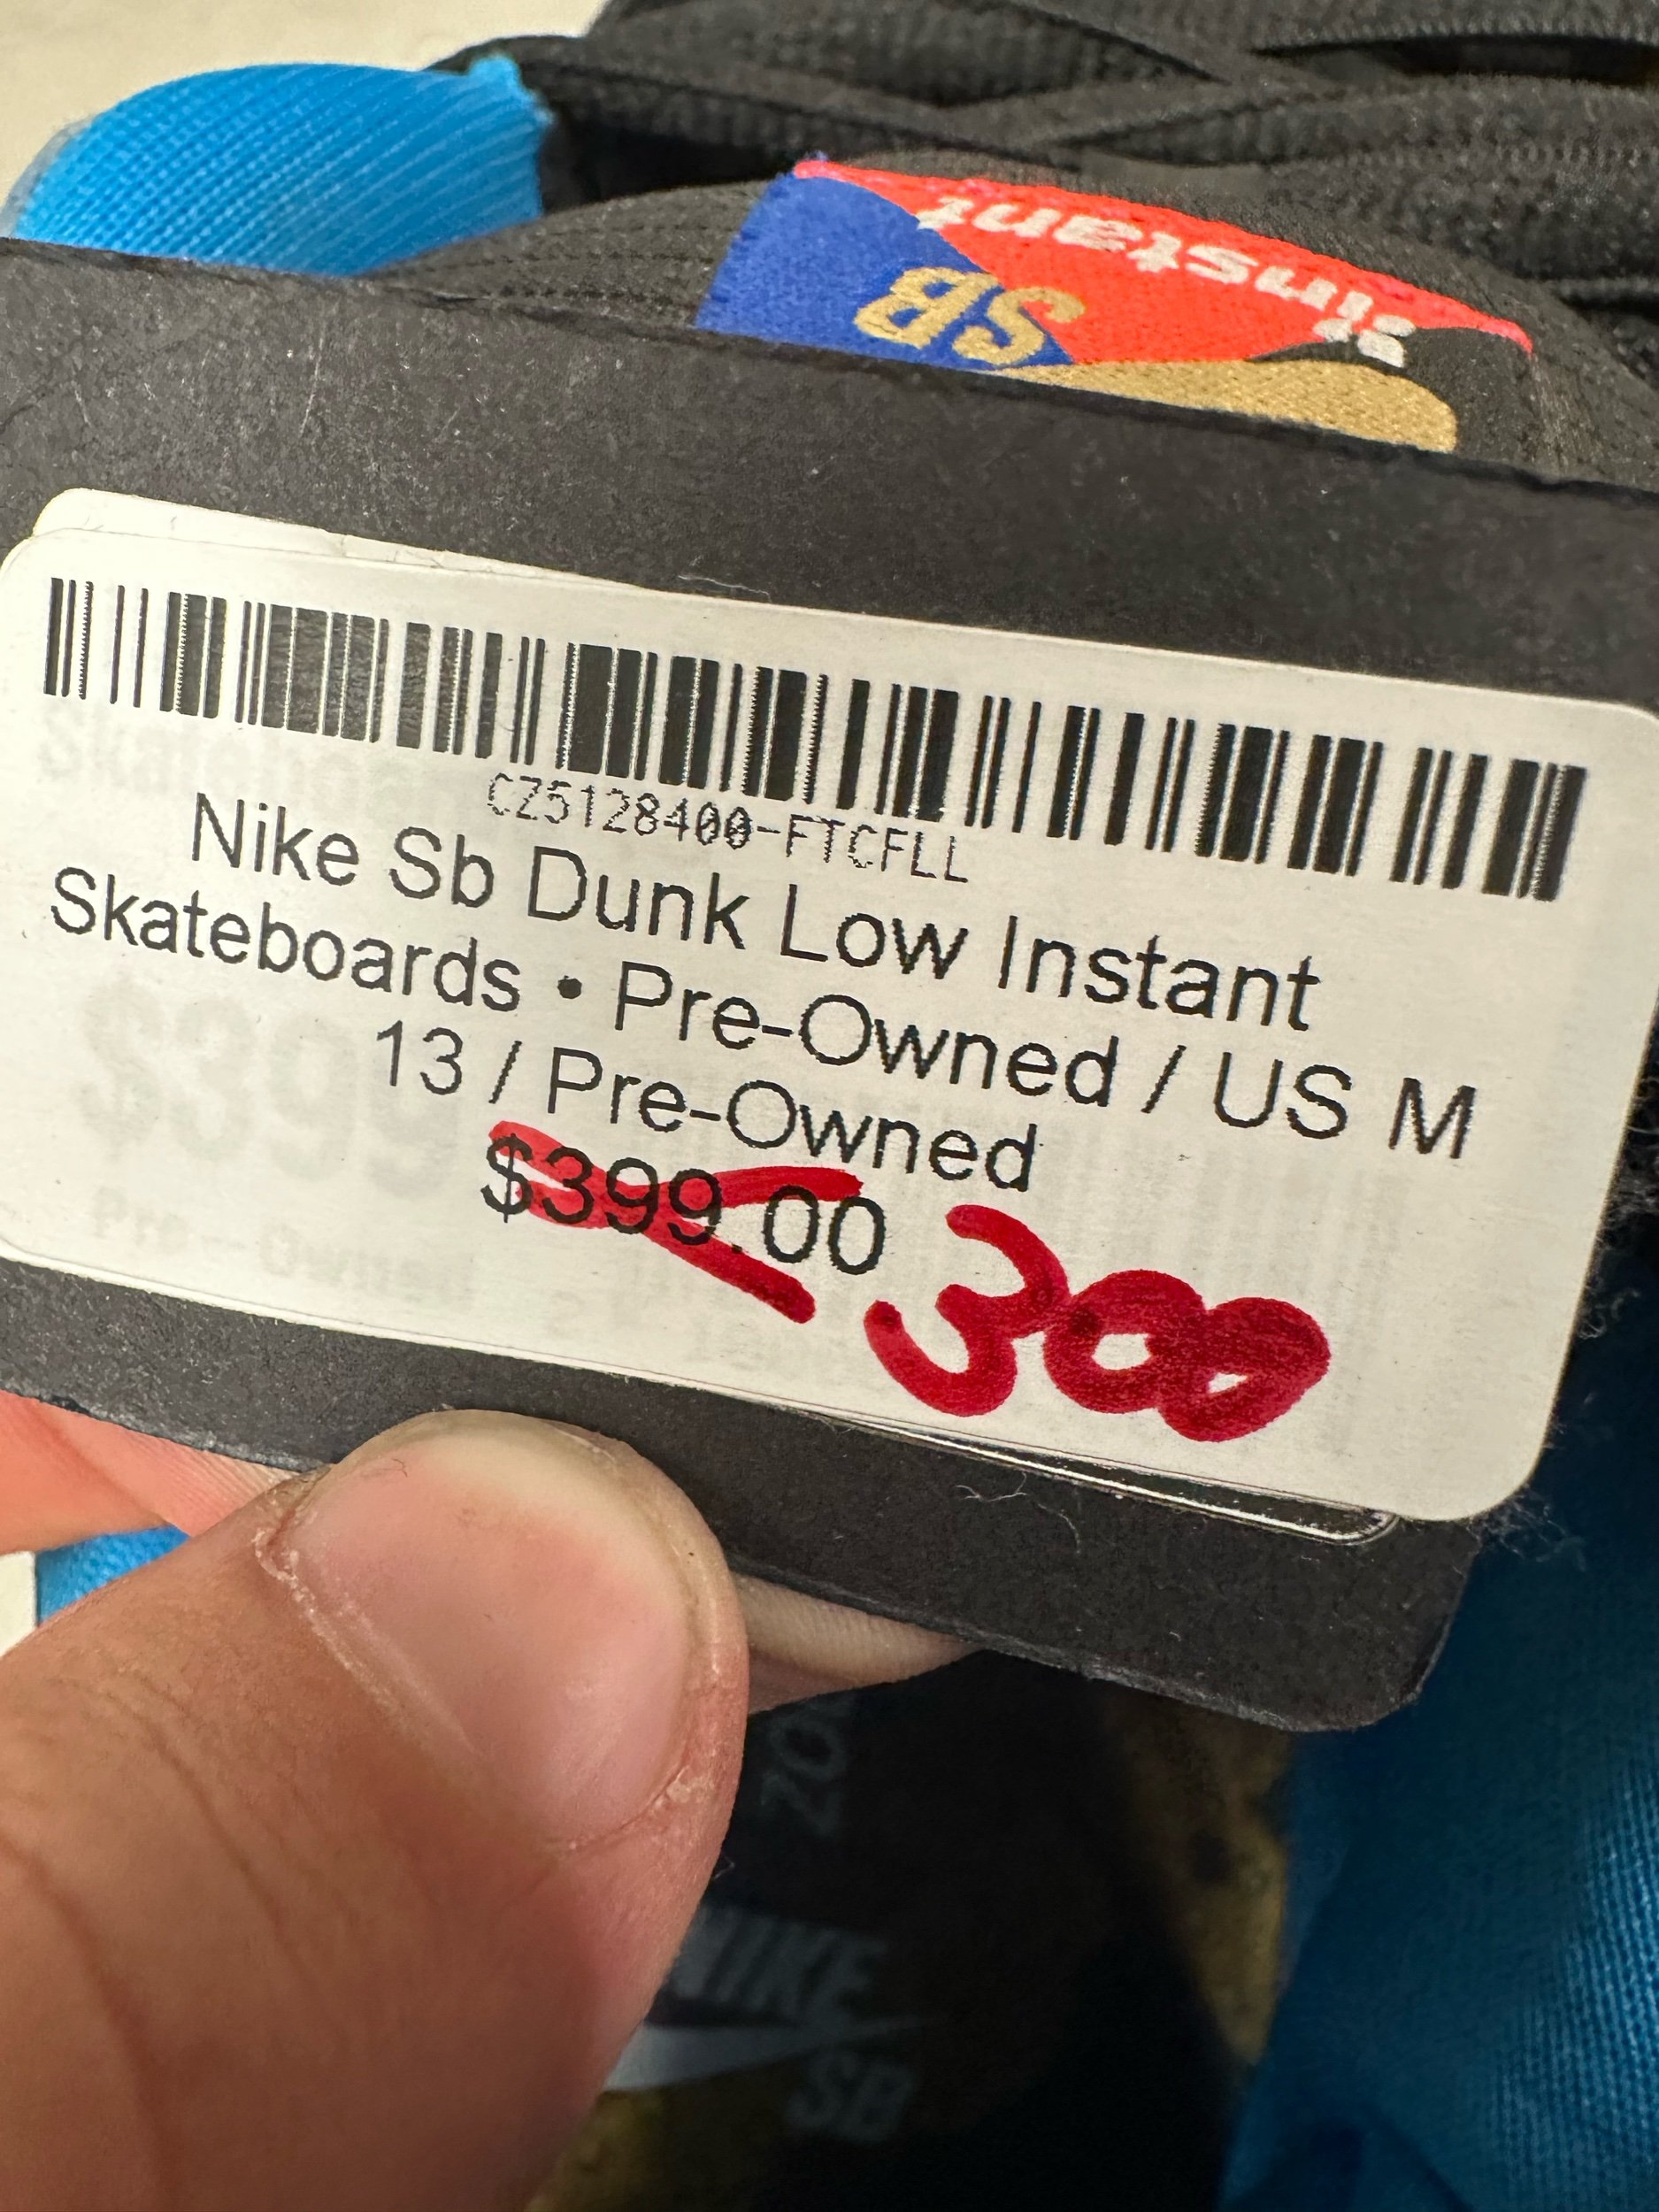 instant
SB
CZ5128400-FTCFLL
Nike Sb Dunk Low Instant
Skateboards • Pre-Owned / US M
13 / Pre-Owned
$399.00 300
NIKE
SB